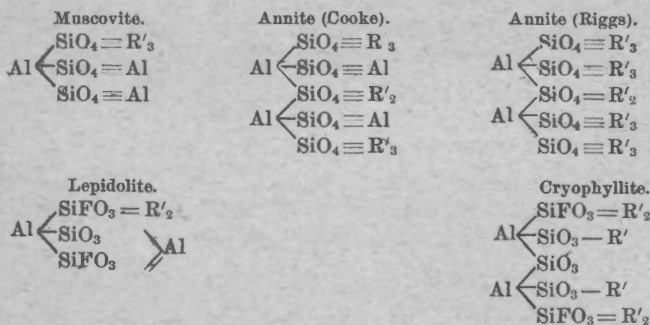 Muscovite. Annite (Cooke). Annite (Riggs).
SiO₄=R′₃ SiO₄≡R ₃ SiO₄≡R′₃
Al SiO₄≡Al Al SiO₄≡Al Al SiO₄≡R′₃
SiO₄≡Al SiO₄≡R′₂ SiO₄=R′₂
Al SiO₄≡Al Al SiO₄≡R′₃
SiO₄≡R′₃ SiO₄≡R′₃
Lepidolite. Cryophyllite.
SiFO₃=R′₂ SiFO₃=R′₂
Al SiO₃ Al Al SiO₃—R′
SiFO₃ SiO₃
Al SiO₃—R′
SiFO₃=R′₂